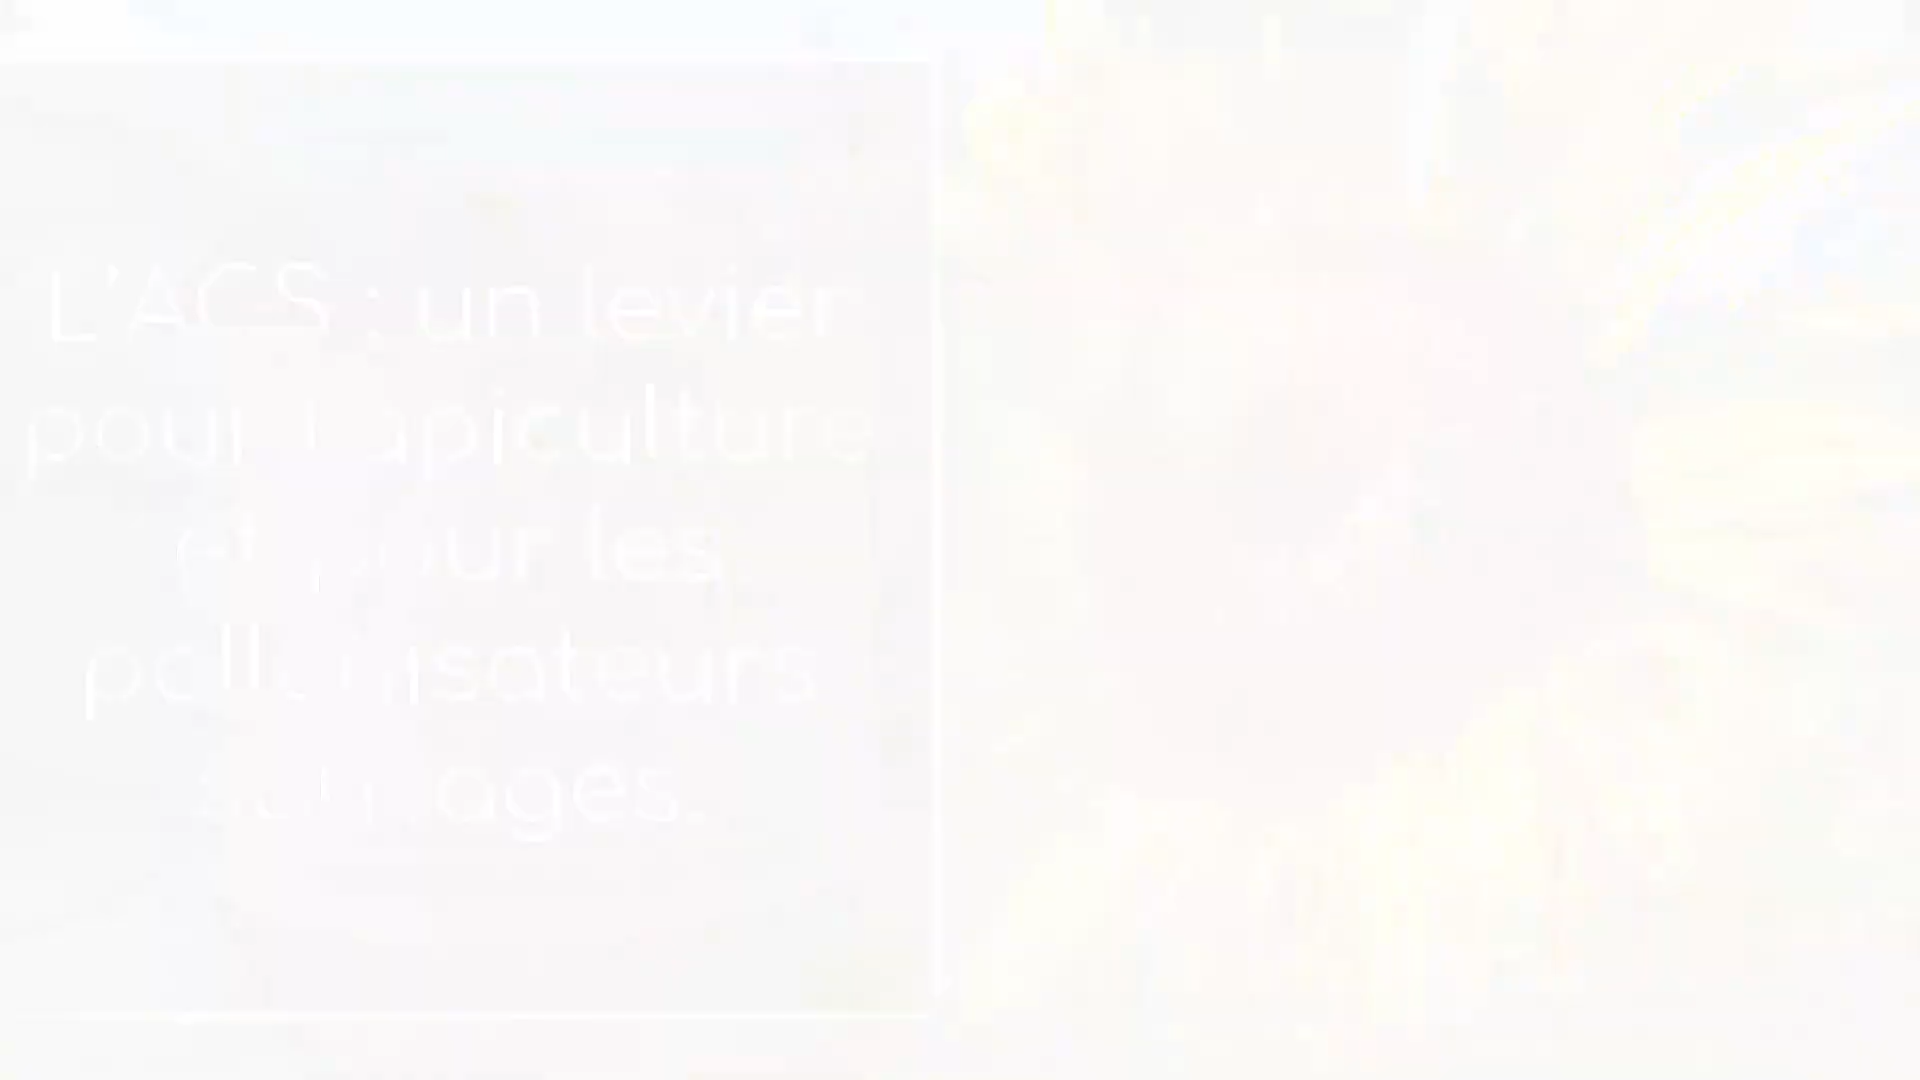 L'ACS : un levier
pour l'apiculture
et pour les
pollinisateurs
sauvages.